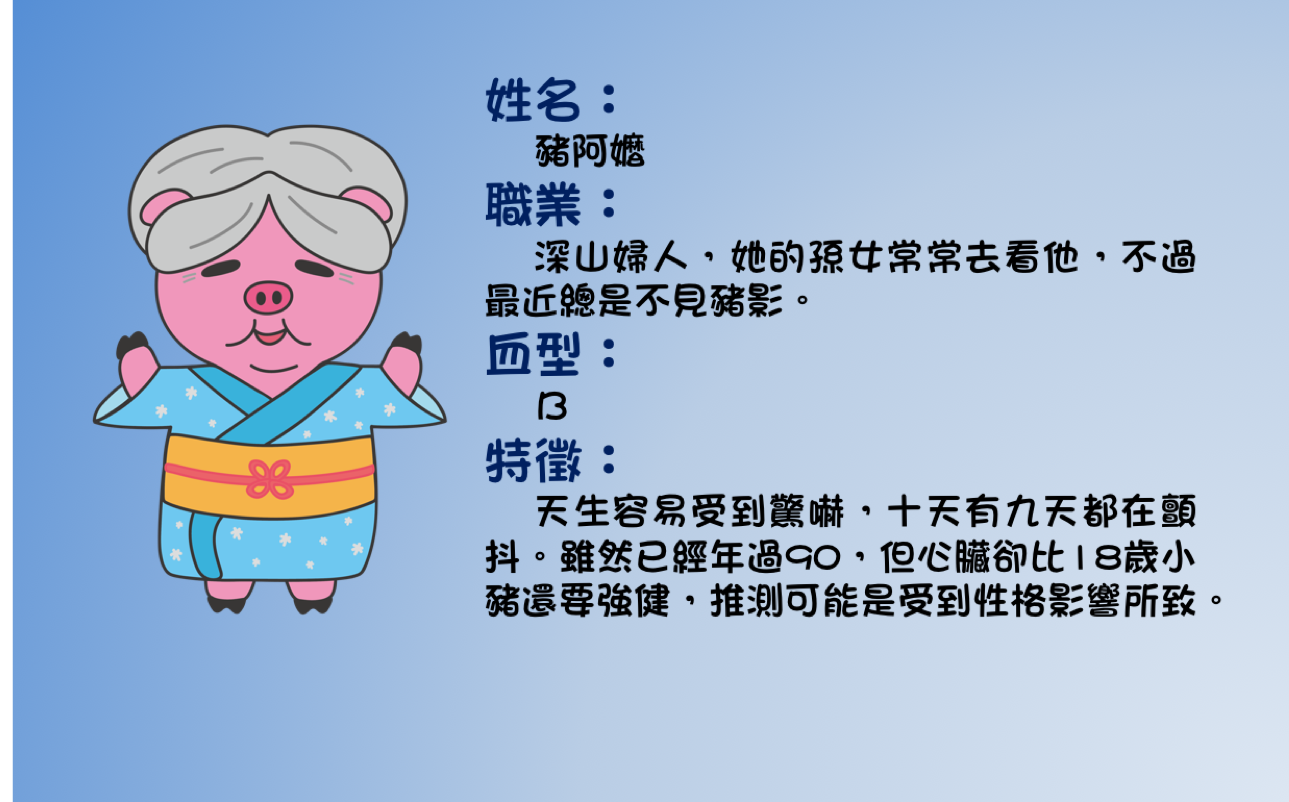 姓名：
豬阿嬤
職業：
深山婦人，她的孫女常常去看他，不過
最近總是不見豬影。
血型：
B
特徵：
天生容易受到驚嚇，十天有九天都在顫
抖。雖然已經年過90，但心臟卻比18歲小
豬還要強健，推測可能是受到性格影響所致。